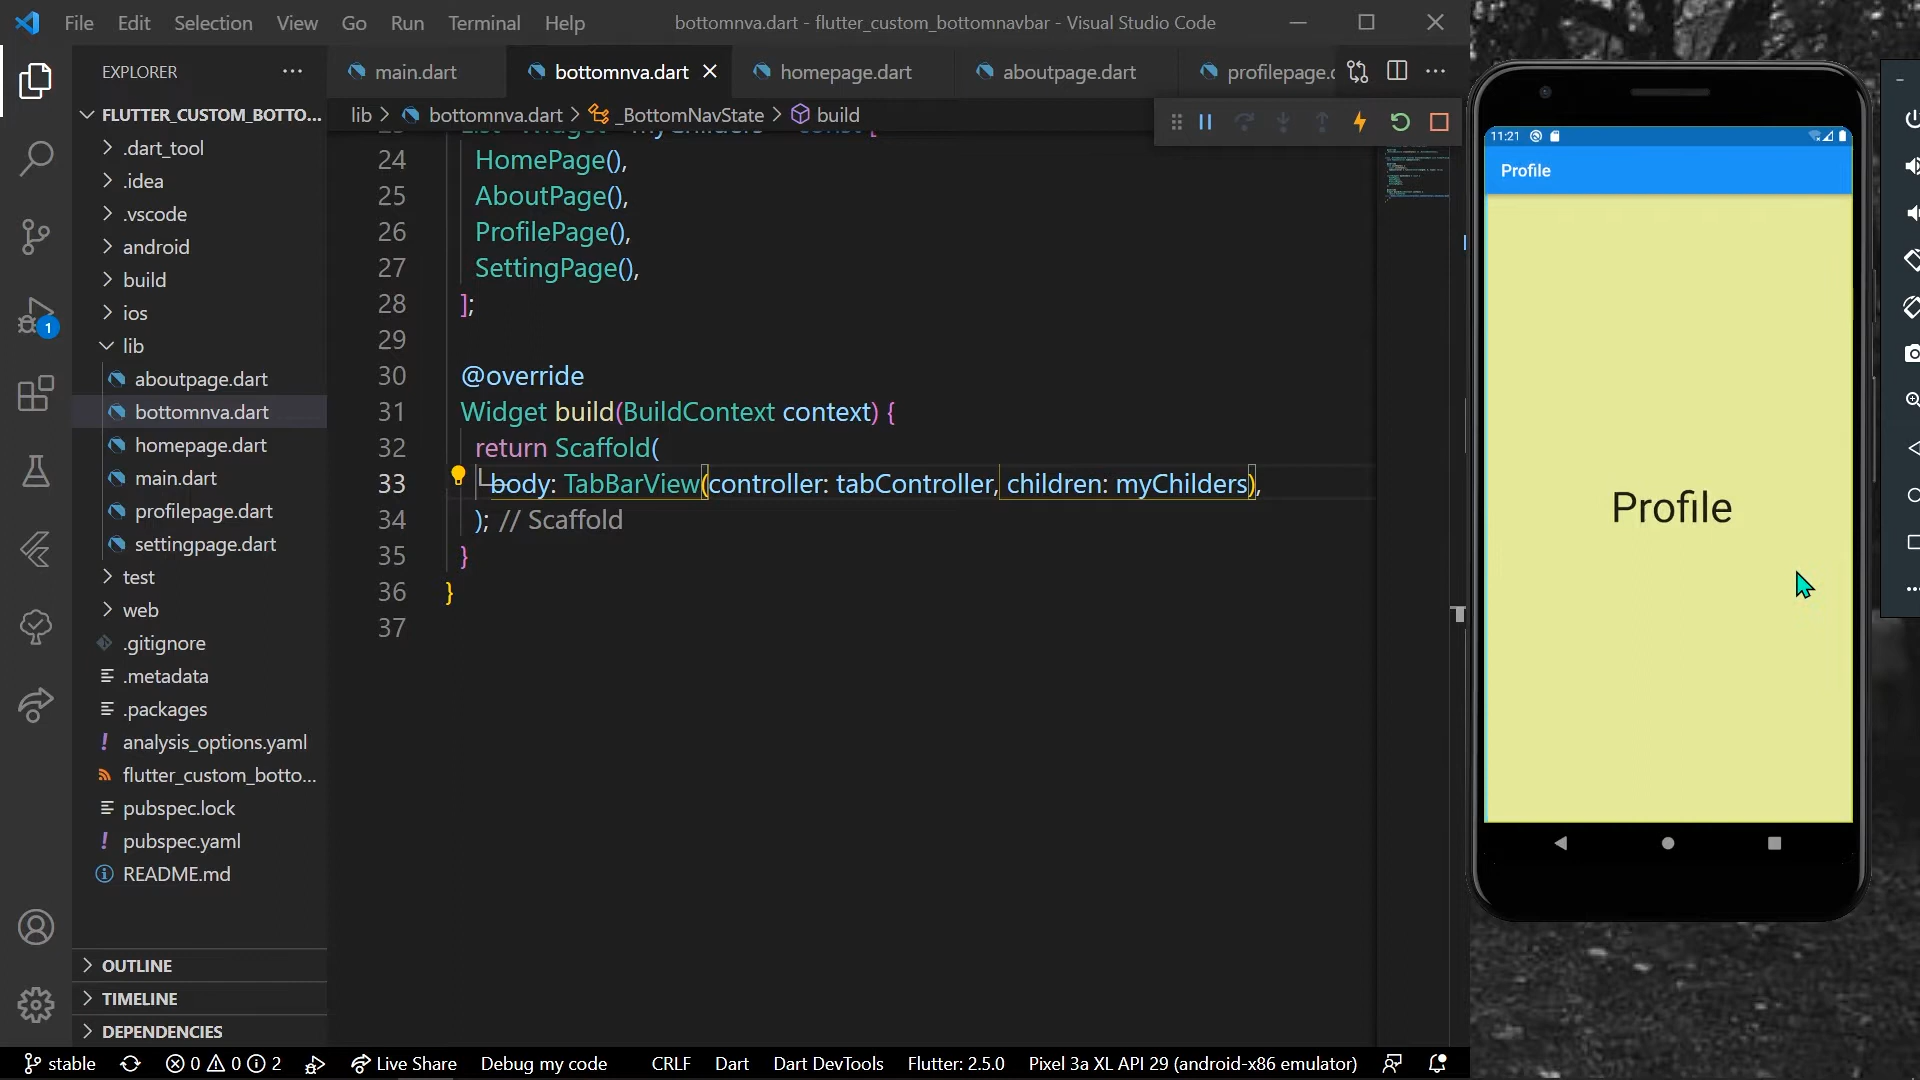 File Edit Selection View Go Run Terminal Help
bottomnva.dart - flutter_custom_bottomnavbar - Visual Studio Code
EXPLORER
main.dart
bottomnva.dart
homepage.dart
aboutpage.dart
profilepage.
lib > bottomnva.dart > _BottomNavState > build
FLUTTER_CUSTOM_BOTTO...
.dart_tool
.idea
.vscode
android
build
ios
lib
aboutpage.dart
bottomnva.dart
homepage.dart
main.dart
profilepage.dart
settingpage.dart
test
web
.gitignore
.metadata
.packages
analysis_options.yaml
flutter_custom_botto...
pubspec.lock
pubspec.yaml
README.md
OUTLINE
TIMELINE
DEPENDENCIES
1
24 HomePage(),
25 AboutPage(),
26 ProfilePage(),
27 SettingPage(),
28 ];
29
30 @override
31 Widget build(BuildContext context) {
32 return Scaffold(
33 body: TabBarView(controller: tabController, children: myChilders),
34 ); // Scaffold
35 }
36 }
37
11:21
Profile
Profile
stable 0 0 2 Live Share Debug my code CRLF Dart Dart DevTools Flutter: 2.5.0 Pixel 3a XL API 29 (android-x86 emulator)